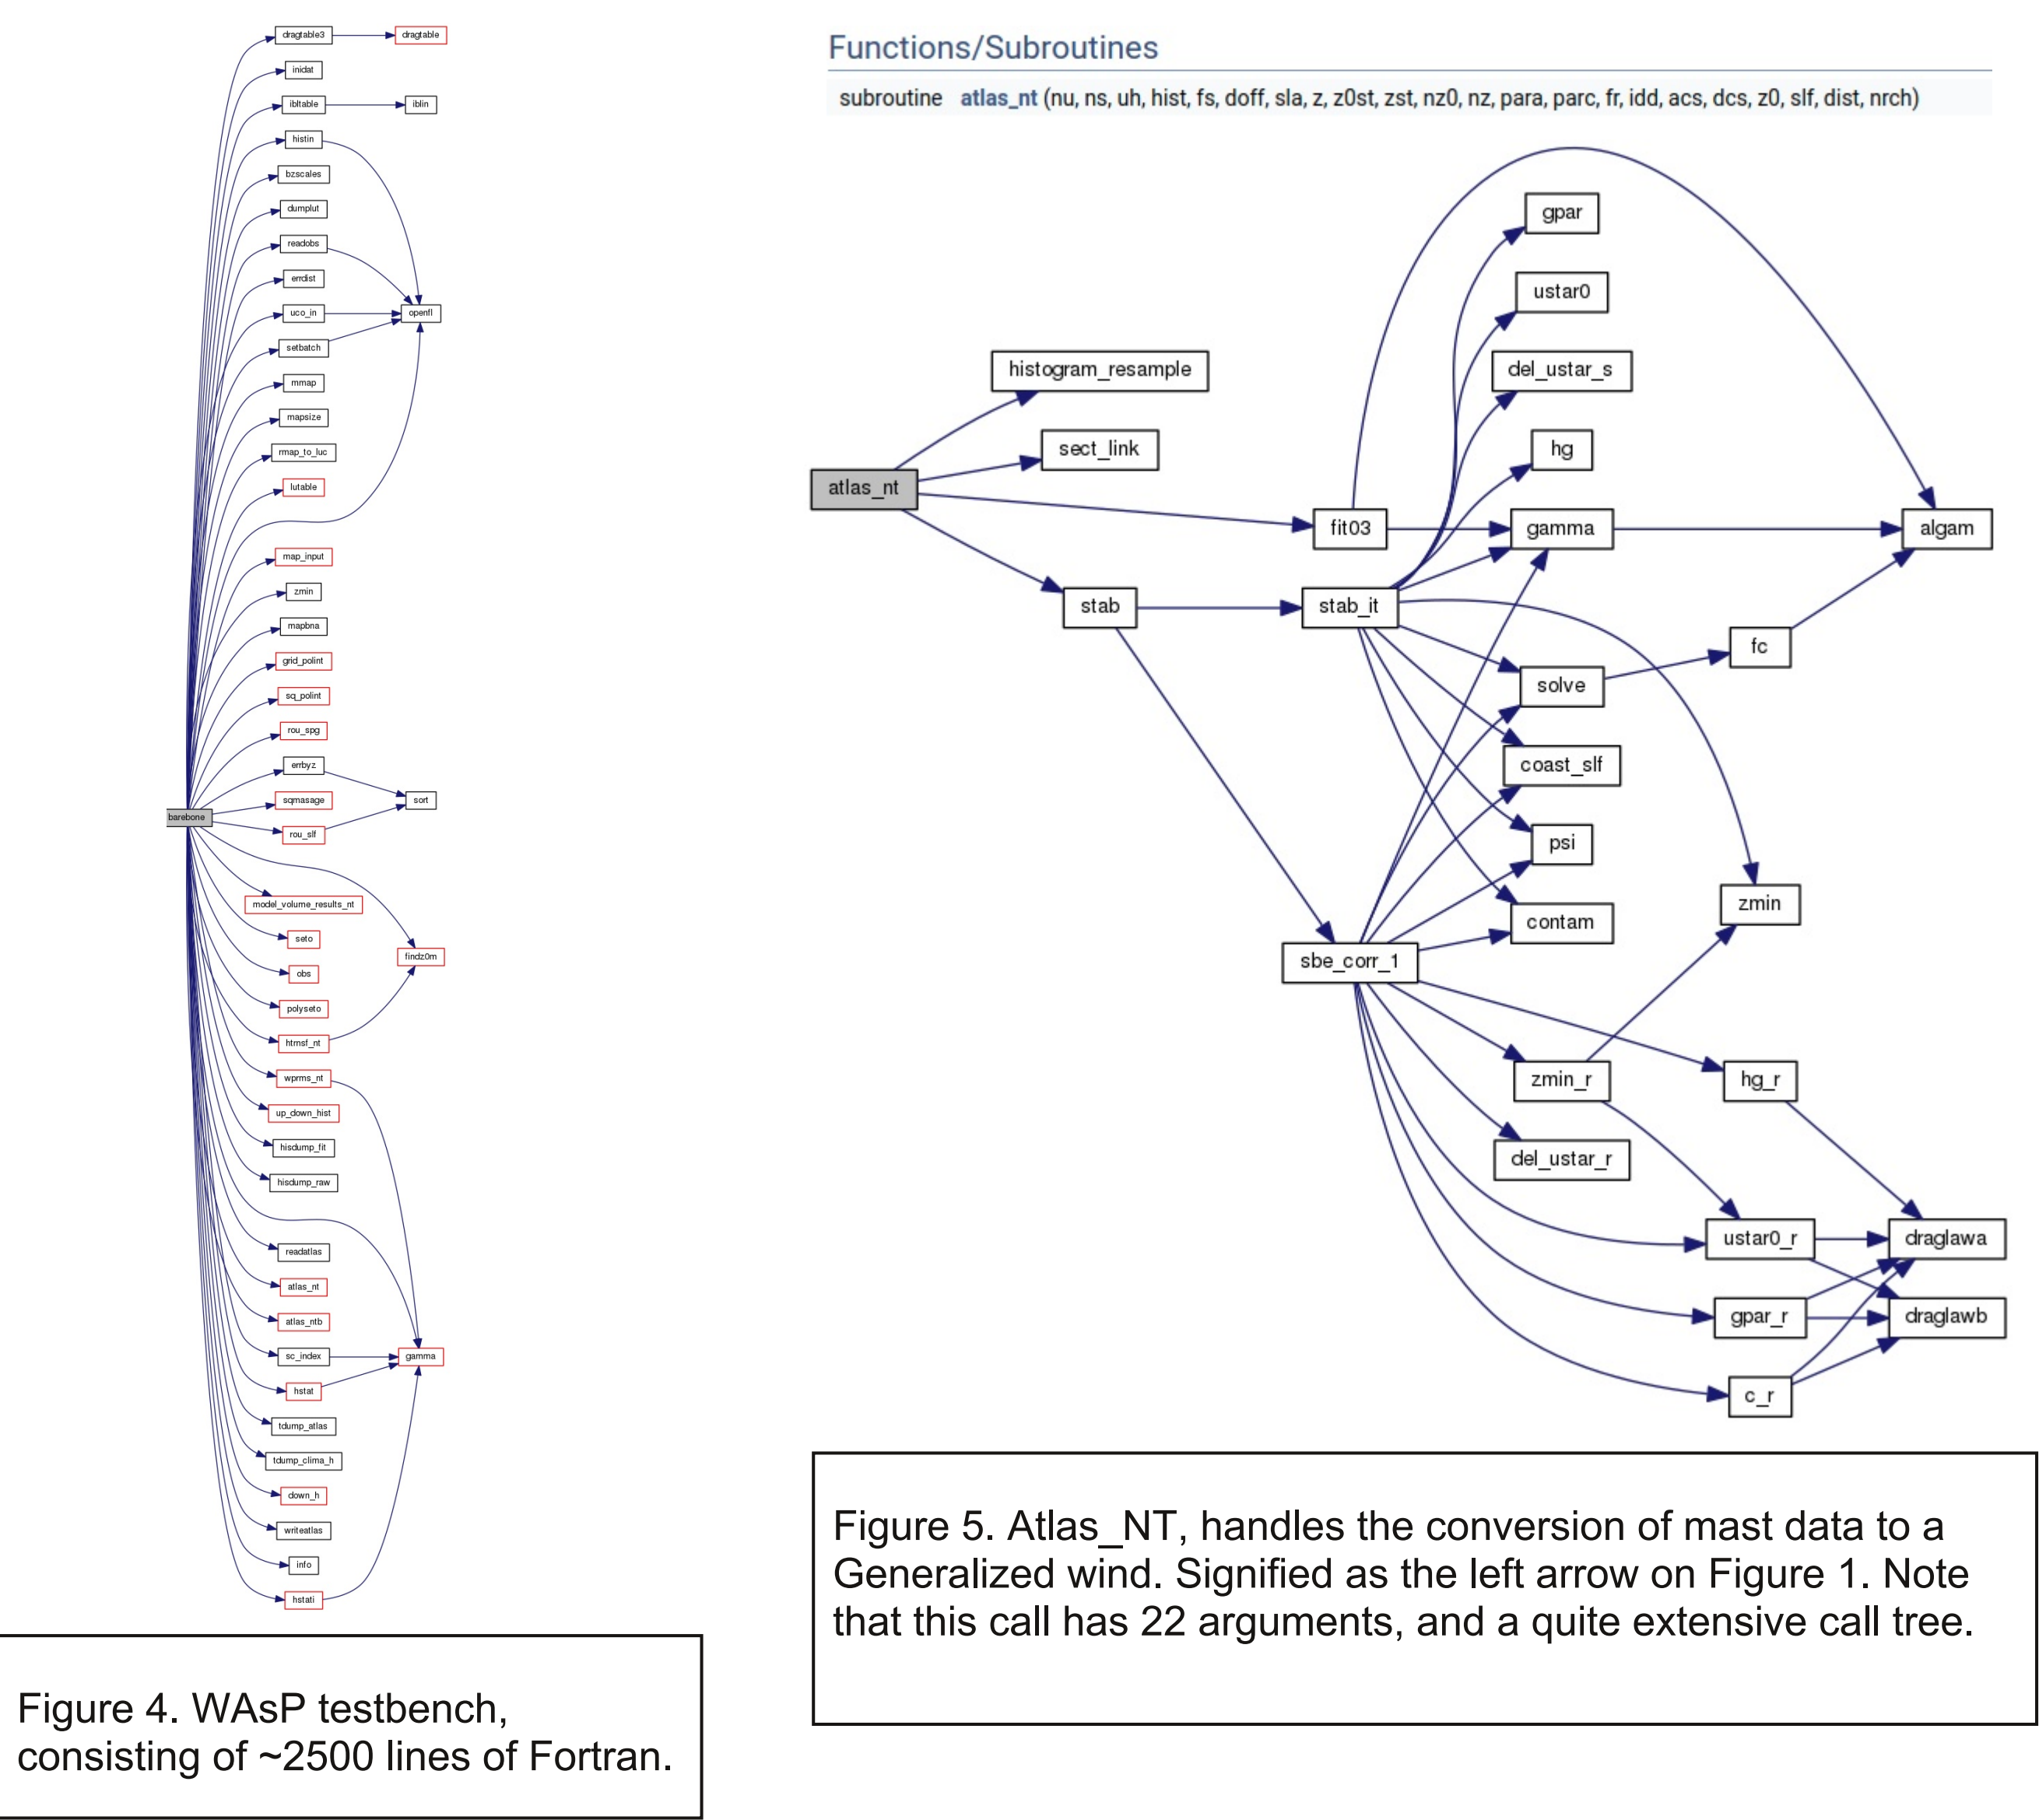 dragtable3
dragtable
inidat
ibltable
iblin
histin
bzscales
dumplut
readobs
errdist
uco_in
openfl
setbatch
mmap
mapsize
rmap_to_luc
lutable
map_input
zmin
mapbna
grid_polint
sq_polint
rou_spg
errbyz
sqmasage
sort
barebone
rou_slf
model_volume_results_nt
seto
findz0m
obs
polyseto
htrnsf_nt
wprms_nt
up_down_hist
hisdump_fit
hisdump_raw
readatlas
atlas_nt
atlas_ntb
sc_index
gamma
hstat
tdump_atlas
tdump_clima_h
down_h
writeatlas
info
hstati
Figure 4. WAsP testbench,
consisting of ~2500 lines of Fortran.
Functions/Subroutines
subroutine atlas_nt (nu, ns, uh, hist, fs, doff, sla, z, z0st, zst, nz0, nz, para, parc, fr, idd, acs, dcs, z0, slf, dist, nrch)
gpar
ustar0
histogram_resample
del_ustar_s
sect_link
hg
atlas_nt
fit03
gamma
algam
stab
stab_it
fc
solve
coast_slf
psi
zmin
contam
sbe_corr_1
zmin_r
hg_r
del_ustar_r
ustar0_r
draglawa
gpar_r
draglawb
c_r
Figure 5. Atlas_NT, handles the conversion of mast data to a
Generalized wind. Signified as the left arrow on Figure 1. Note
that this call has 22 arguments, and a quite extensive call tree.